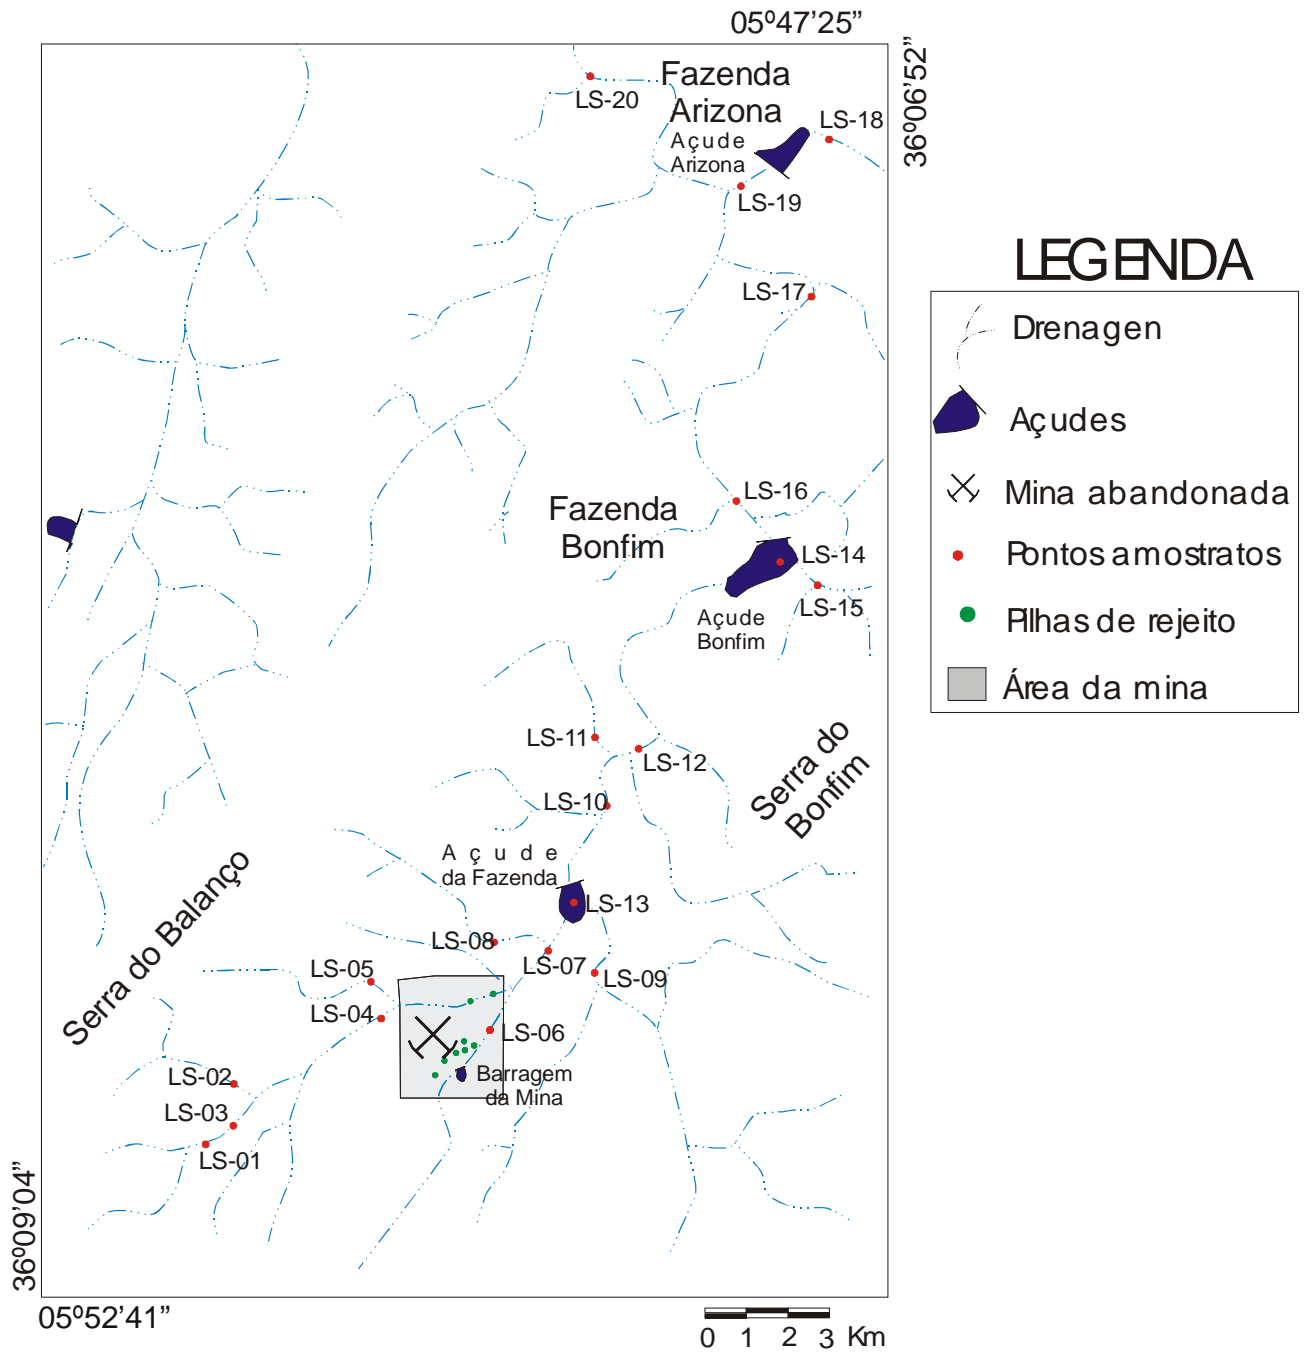 05º47'25”
36º06'52”
Fazenda
Arizona
LS-20
LS-18
Açude
Arizona
LS-19
LS-17
LEGENDA
Drenagen
Açudes
Mina abandonada
Pontos amostratos
Pilhas de rejeito
Área da mina
LS-16
Fazenda
Bonfim
LS-14
LS-15
Açude
Bonfim
LS-11
LS-12
Serra do
Bonfim
LS-10
Açude
da Fazenda
LS-13
Serra do Balanço
LS-08
LS-07
LS-09
LS-05
LS-04
LS-06
Barragem
da Mina
LS-02
LS-03
LS-01
36º09'04”
05º52'41”
0 1 2 3 Km